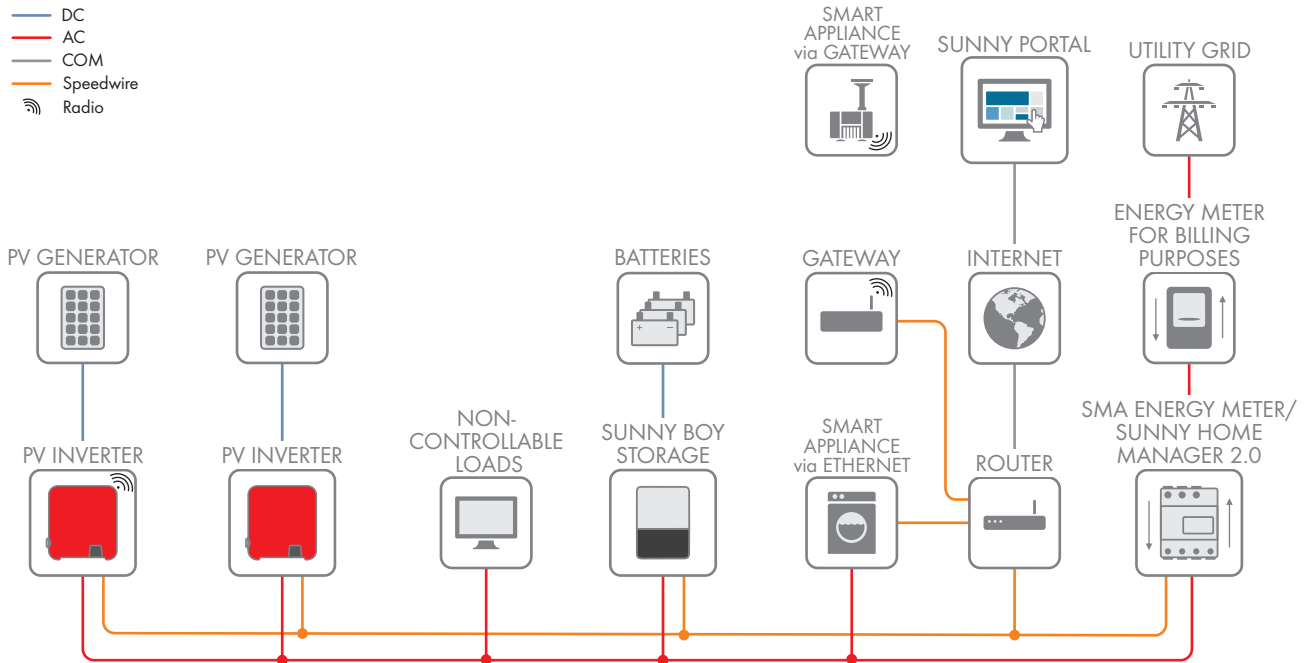 DC
AC
COM
Speedwire
Radio
SMART
APPLIANCE
via GATEWAY
SUNNY PORTAL
UTILITY GRID
ENERGY METER
FOR BILLING
PURPOSES
PV GENERATOR
PV GENERATOR
BATTERIES
GATEWAY
INTERNET
SMA ENERGY METER/
SUNNY HOME
MANAGER 2.0
PV INVERTER
PV INVERTER
NON-
CONTROLLABLE
LOADS
SUNNY BOY
STORAGE
SMART
APPLIANCE
via ETHERNET
ROUTER